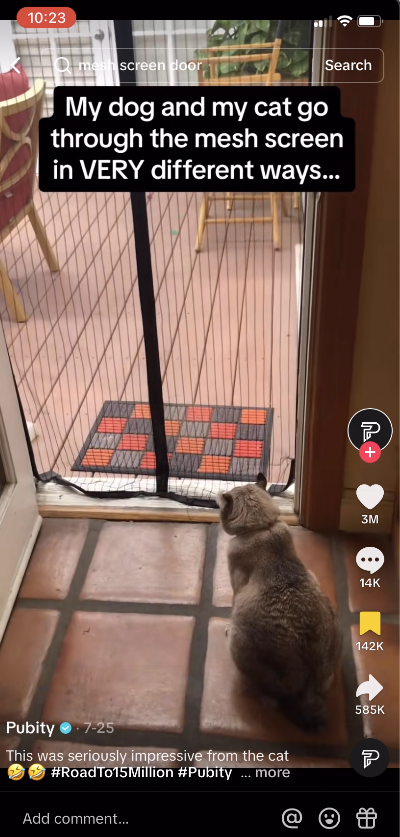 10:23
mesh screen door
Search
My dog and my cat go
through the mesh screen
in VERY different ways...
3M
14K
142K
585K
Pubity · 7-25
This was seriously impressive from the cat
🤣🤣 #RoadTo15Million #Pubity ... more
Add comment...
@